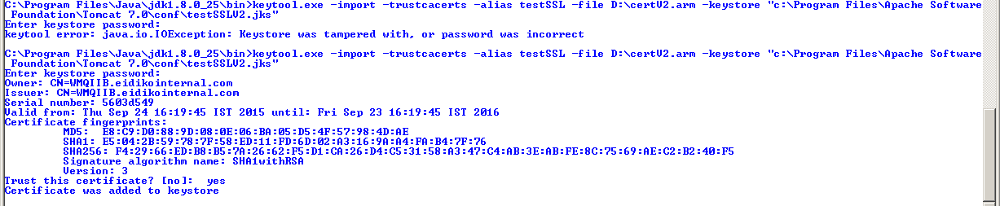 C:\Program Files\Java\jdk1.8.0_25\bin>keytool.exe -import -trustcacerts -alias testSSL -file D:\certV2.arm -keystore "c:\Program Files\Apache Software
 Foundation\Tomcat 7.0\conf\testSSLV2.jks"
Enter keystore password:
keytool error: java.io.IOException: Keystore was tampered with, or password was incorrect
C:\Program Files\Java\jdk1.8.0_25\bin>keytool.exe -import -trustcacerts -alias testSSL -file D:\certV2.arm -keystore "c:\Program Files\Apache Software
 Foundation\Tomcat 7.0\conf\testSSLV2.jks"
Enter keystore password:
Owner: CN=WMQIIB.eidikointernal.com
Issuer: CN=WMQIIB.eidikointernal.com
Serial number: 5603d549
Valid from: Thu Sep 24 16:19:45 IST 2015 until: Fri Sep 23 16:19:45 IST 2016
Certificate fingerprints:
MD5:  E8:C9:D0:88:9D:08:0E:06:BA:05:D5:4F:57:98:4D:AE
SHA1: E5:04:2B:59:78:7F:58:ED:11:FD:6D:02:A3:16:9A:A4:FA:B4:7F:76
SHA256: F4:29:66:ED:B8:B5:7A:26:62:F5:D1:CA:26:D4:C5:31:58:A3:47:C4:AB:3E:AB:FE:8C:75:69:AE:C2:B2:40:F5
Signature algorithm name: SHA1withRSA
Version: 3
Trust this certificate? [no]:  yes
Certificate was added to keystore